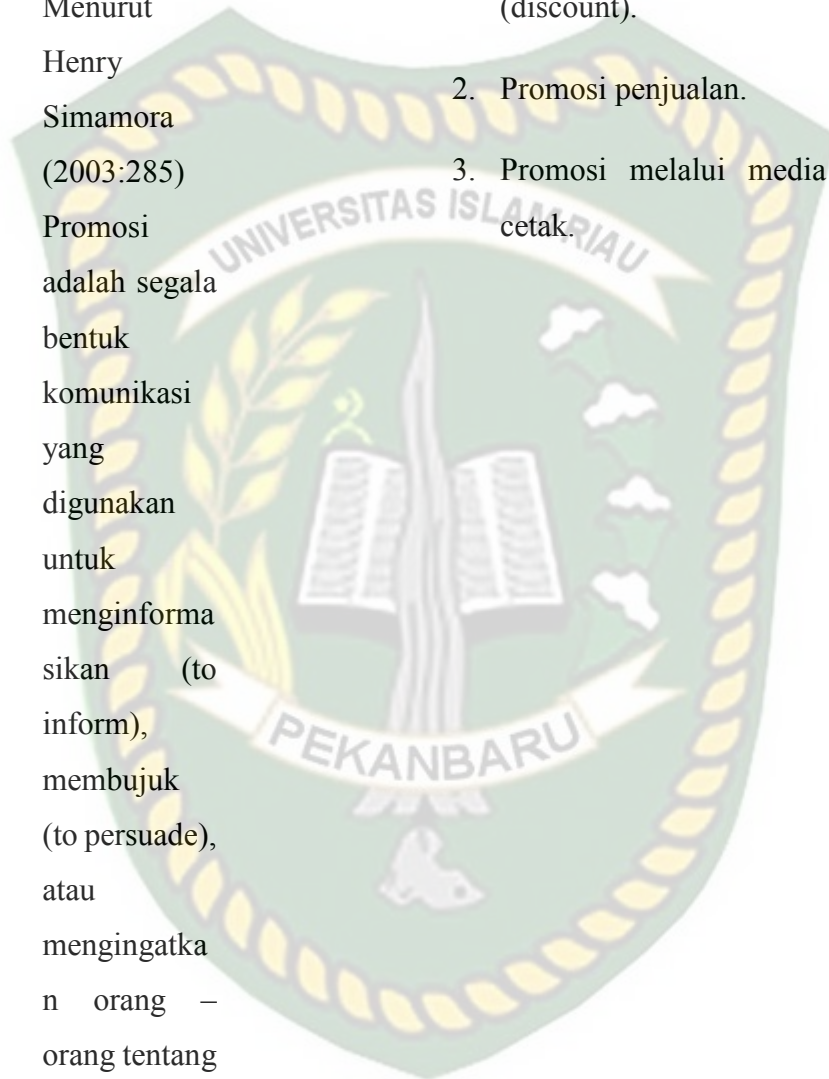 Menurut
Henry
Simamora
(2003:285)
Promosi
adalah segala
bentuk
komunikasi
yang
digunakan
untuk
menginforma
sikan (to
inform),
membujuk
(to persuade),
atau
mengingatka
n orang –
orang tentang
(discount).
2. Promosi penjualan.
3. Promosi melalui media
cetak.
UNIVERSITAS ISLAM RIAU
PEKANBARU